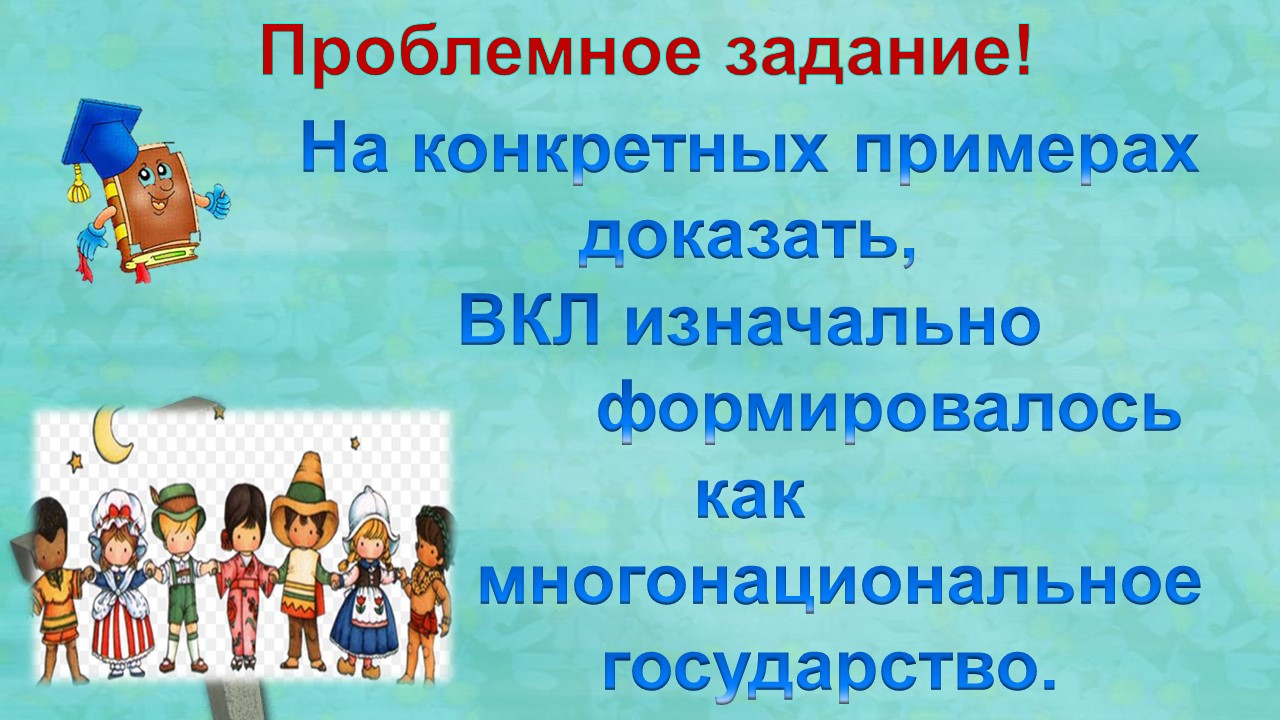 Проблемное задание!
На конкретных примерах
доказать,
ВКЛ изначально
формировалось
как
многонациональное
государство.